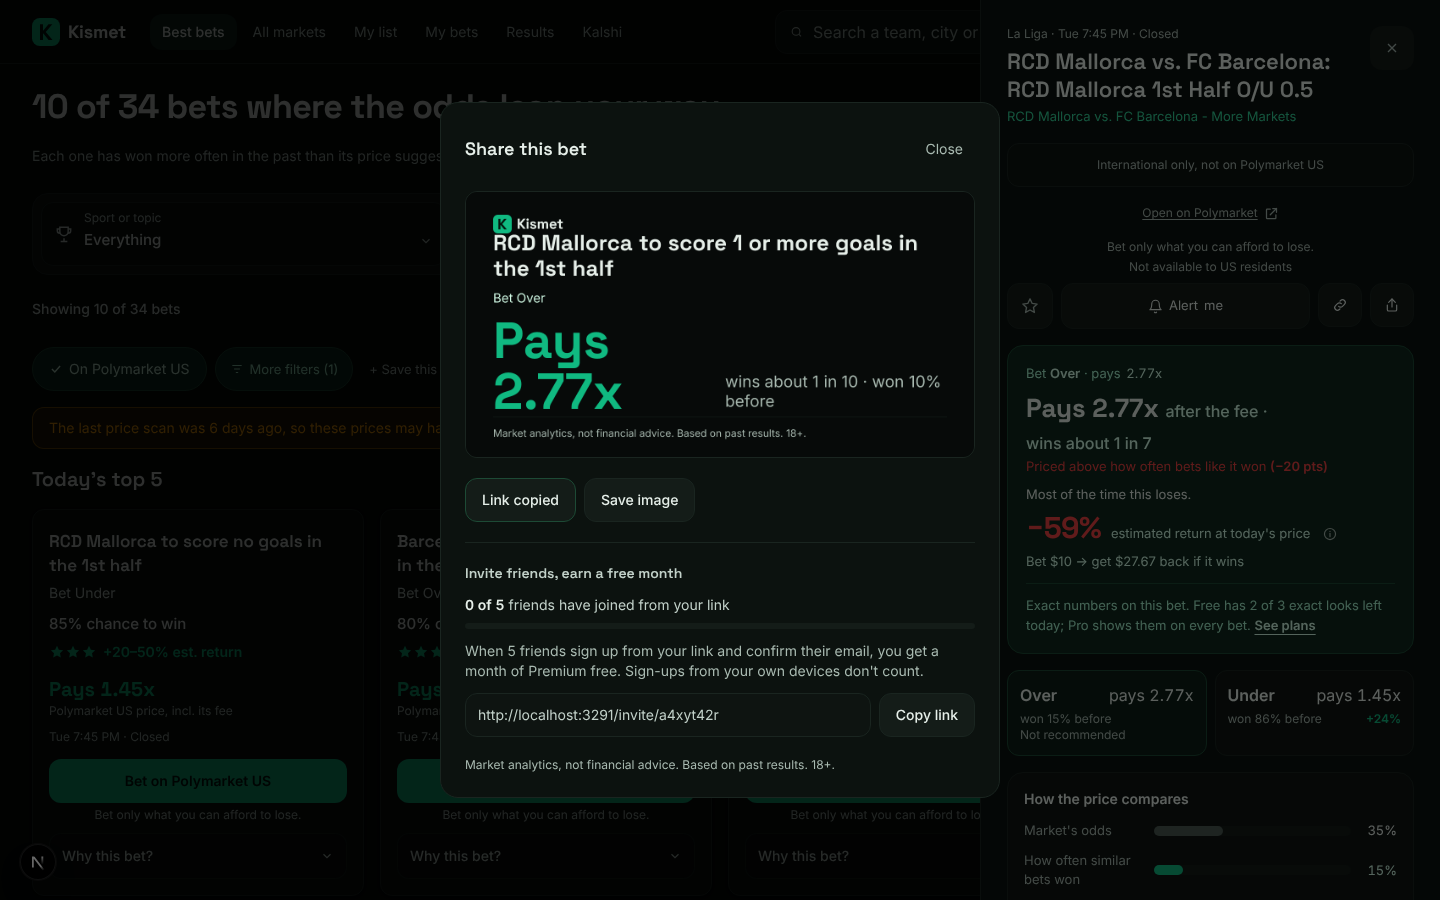 Kismet
Best bets
All markets
My list
My bets
Results
Kalshi
Search a team, city or
10 of 34 bets where the odds lean your way
Each one has won more often in the past than its price sugges
Sport or topic
Everything
Showing 10 of 34 bets
On Polymarket US
More filters (1)
+ Save this
The last price scan was 6 days ago, so these prices may ha
Today's top 5
RCD Mallorca to score no goals in
the 1st half
Bet Under
85% chance to win
+20–50% est. return
Pays 1.45x
Polymarket US price, incl. its fee
Tue 7:45 PM · Closed
Bet on Polymarket US
Bet only what you can afford to lose.
Why this bet?
Barce
in the
Bet Ov
80% c
Pays
Polymar
Tue 7:4
Bet only what you can afford to lose.
Why this bet?
Bet only what you can afford to lo
Why this bet?
Share this bet
Close
Kismet
RCD Mallorca to score 1 or more goals in
the 1st half
Bet Over
Pays
2.77x
wins about 1 in 10 · won 10%
before
Market analytics, not financial advice. Based on past results. 18+.
Link copied
Save image
Invite friends, earn a free month
0 of 5 friends have joined from your link
When 5 friends sign up from your link and confirm their email, you get a
month of Premium free. Sign-ups from your own devices don't count.
http://localhost:3291/invite/a4xyt42r
Copy link
Market analytics, not financial advice. Based on past results. 18+.
La Liga · Tue 7:45 PM · Closed
RCD Mallorca vs. FC Barcelona:
RCD Mallorca 1st Half O/U 0.5
RCD Mallorca vs. FC Barcelona - More Markets
International only, not on Polymarket US
Open on Polymarket
Bet only what you can afford to lose.
Not available to US residents
Alert me
Bet Over · pays 2.77x
Pays 2.77x after the fee ·
wins about 1 in 7
Priced above how often bets like it won (−20 pts)
Most of the time this loses.
−59% estimated return at today's price
Bet $10 → get $27.67 back if it wins
Exact numbers on this bet. Free has 2 of 3 exact looks left
today; Pro shows them on every bet. See plans
Over
pays 2.77x
won 15% before
Not recommended
Under
pays 1.45x
won 86% before
+24%
How the price compares
Market's odds
35%
How often similar
bets won
15%